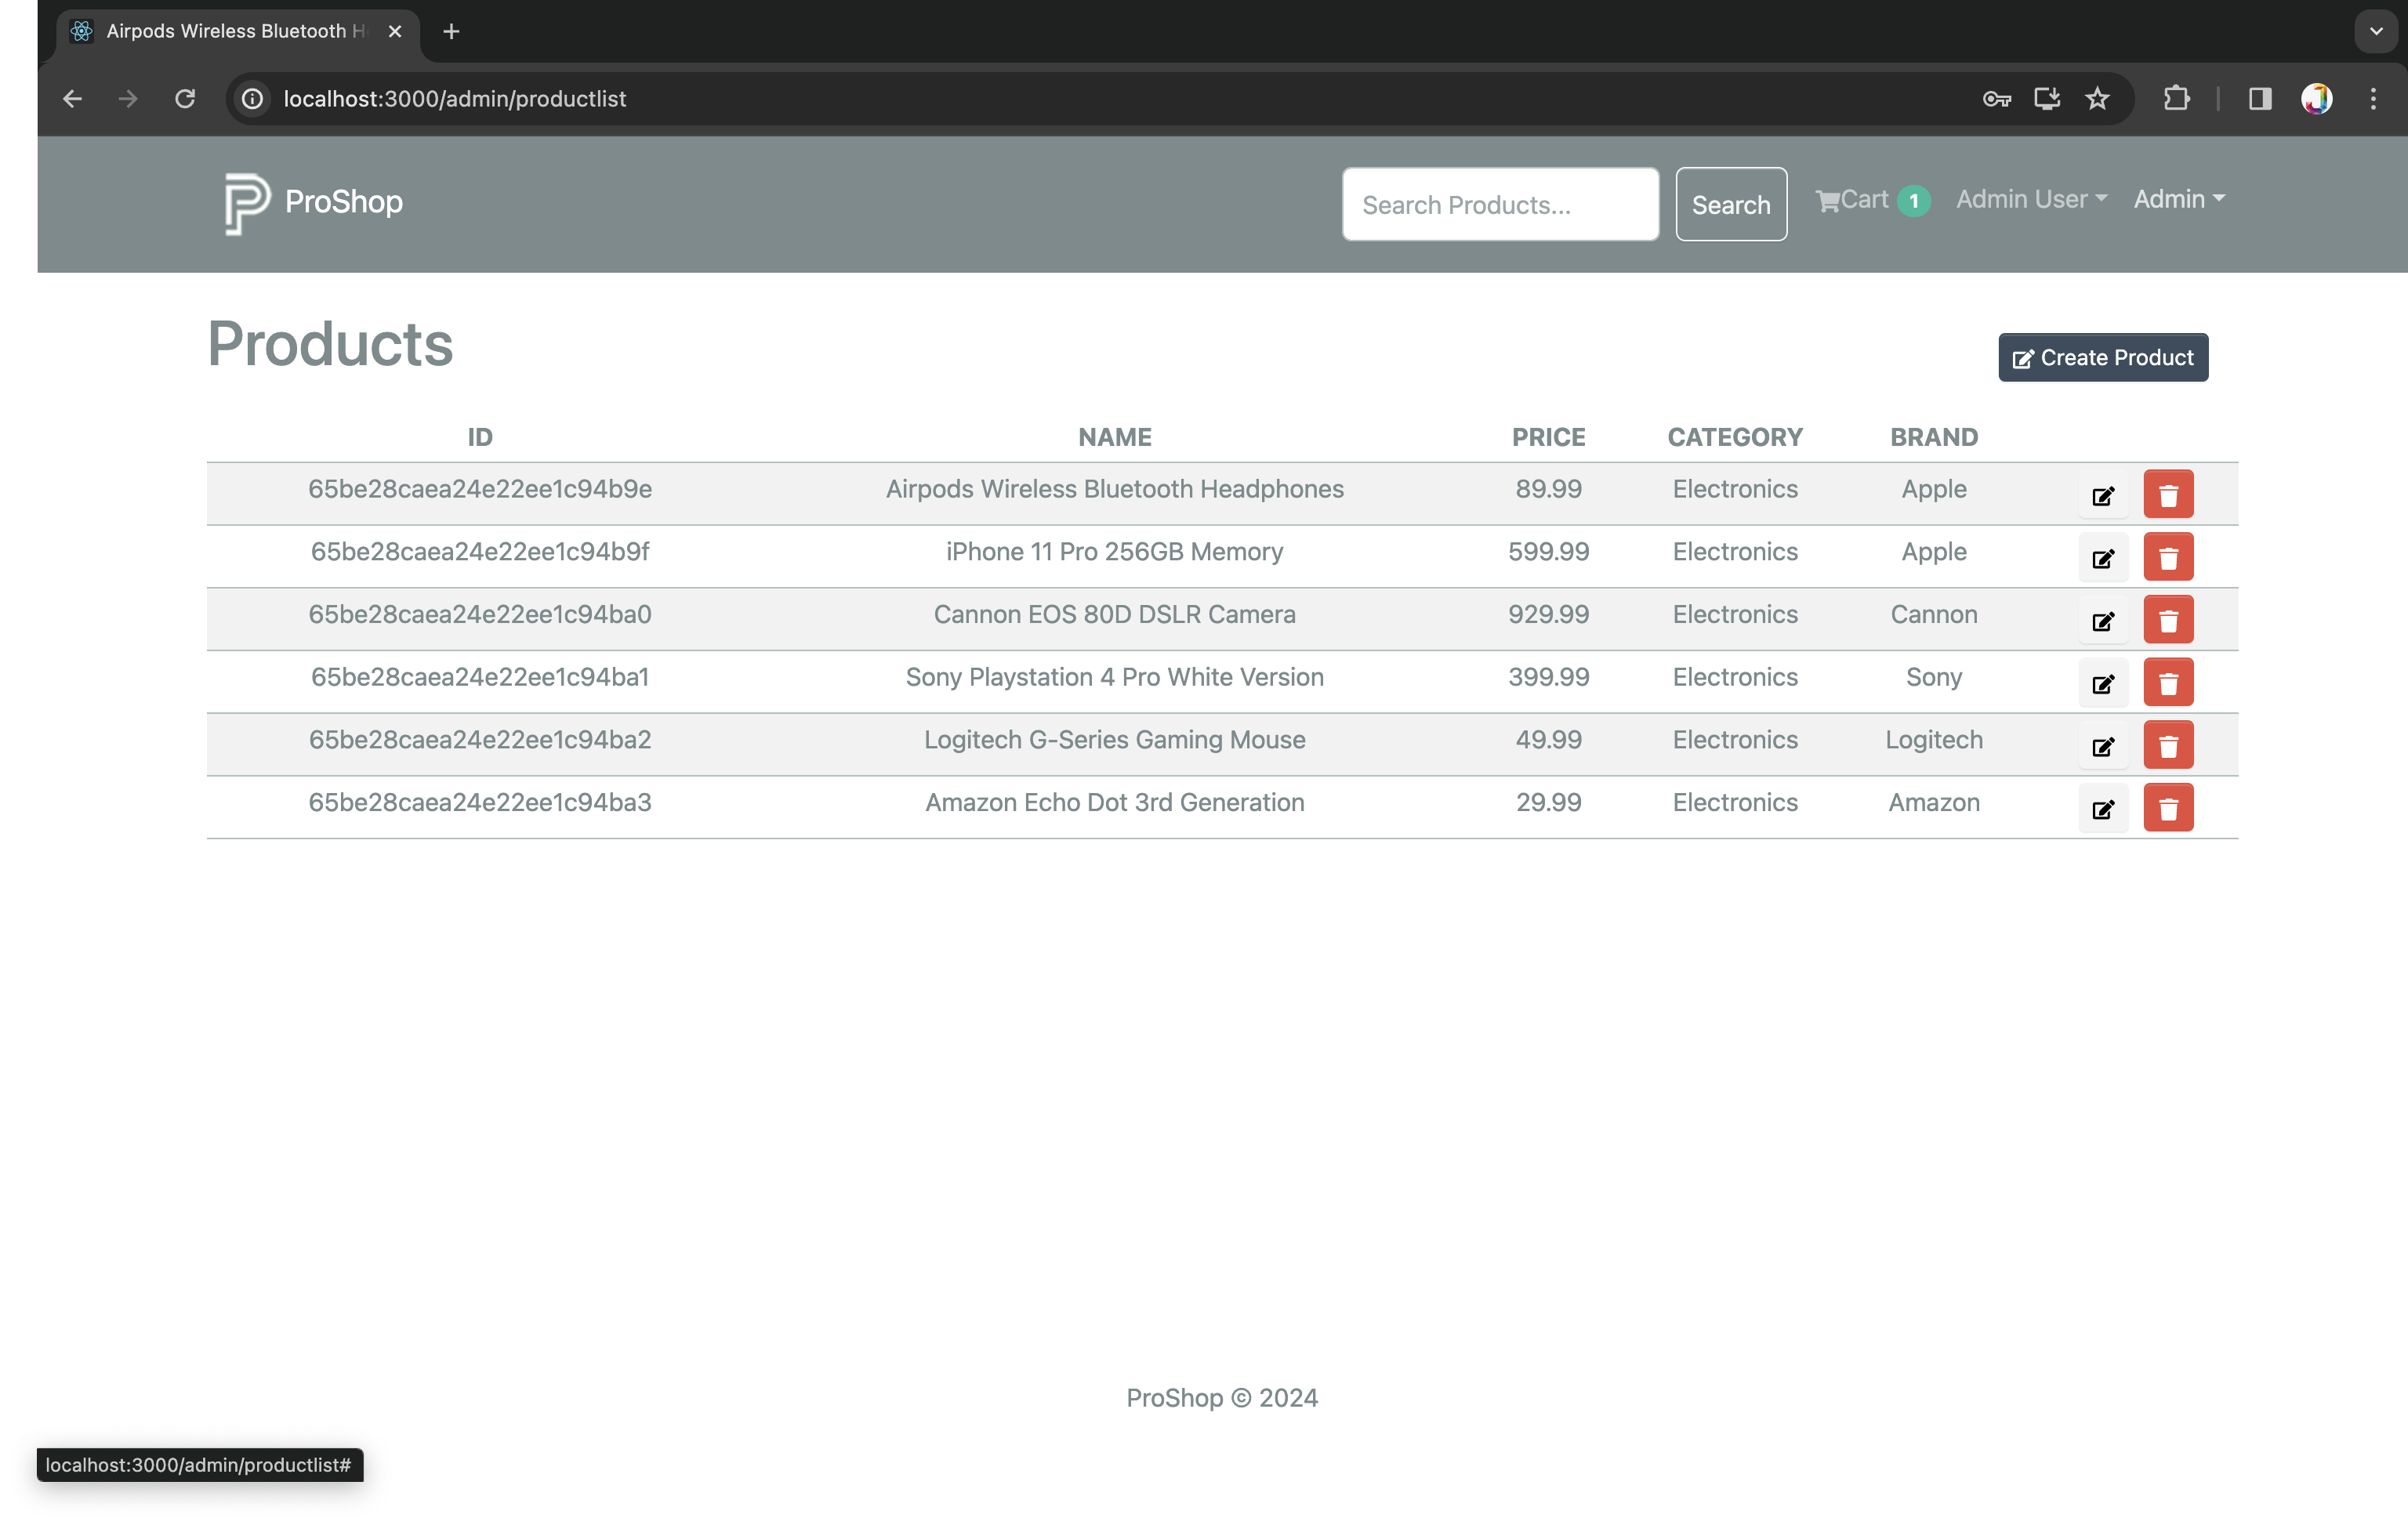 Airpods Wireless Bluetooth H
localhost:3000/admin/productlist
ProShop
Search Products...
Search
Cart 1
Admin User
Admin
Products
Create Product
ID NAME PRICE CATEGORY BRAND
65be28caea24e22ee1c94b9e Airpods Wireless Bluetooth Headphones 89.99 Electronics Apple
65be28caea24e22ee1c94b9f iPhone 11 Pro 256GB Memory 599.99 Electronics Apple
65be28caea24e22ee1c94ba0 Cannon EOS 80D DSLR Camera 929.99 Electronics Cannon
65be28caea24e22ee1c94ba1 Sony Playstation 4 Pro White Version 399.99 Electronics Sony
65be28caea24e22ee1c94ba2 Logitech G-Series Gaming Mouse 49.99 Electronics Logitech
65be28caea24e22ee1c94ba3 Amazon Echo Dot 3rd Generation 29.99 Electronics Amazon
ProShop © 2024
localhost:3000/admin/productlist#